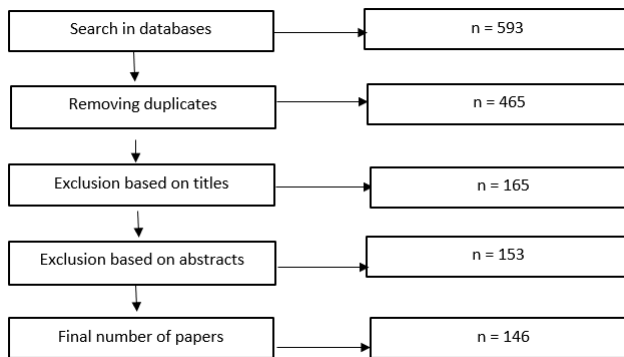 Search in databases
n = 593
Removing duplicates
n = 465
Exclusion based on titles
n = 165
Exclusion based on abstracts
n = 153
Final number of papers
n = 146